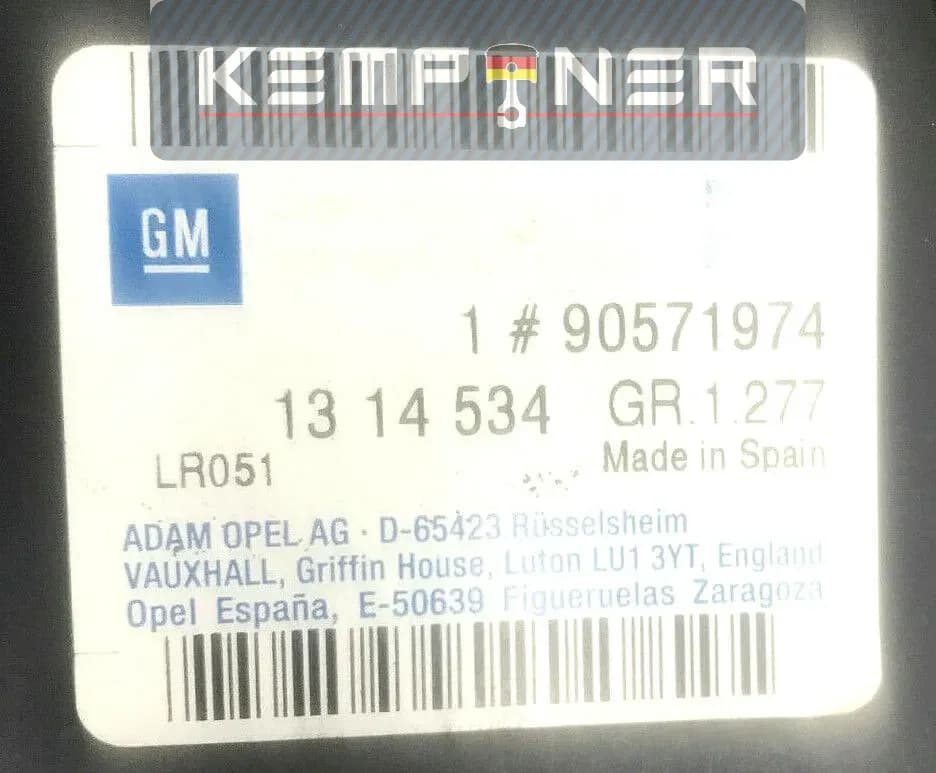 KEMPTNER
GM
1 # 90571974
13 14 534 GR.1.277
LR051 Made in Spain
ADAM OPEL AG · D-65423 Rüsselsheim
VAUXHALL, Griffin House, Luton LU1 3YT, England
Opel España, E-50639 Figueruelas Zaragoza